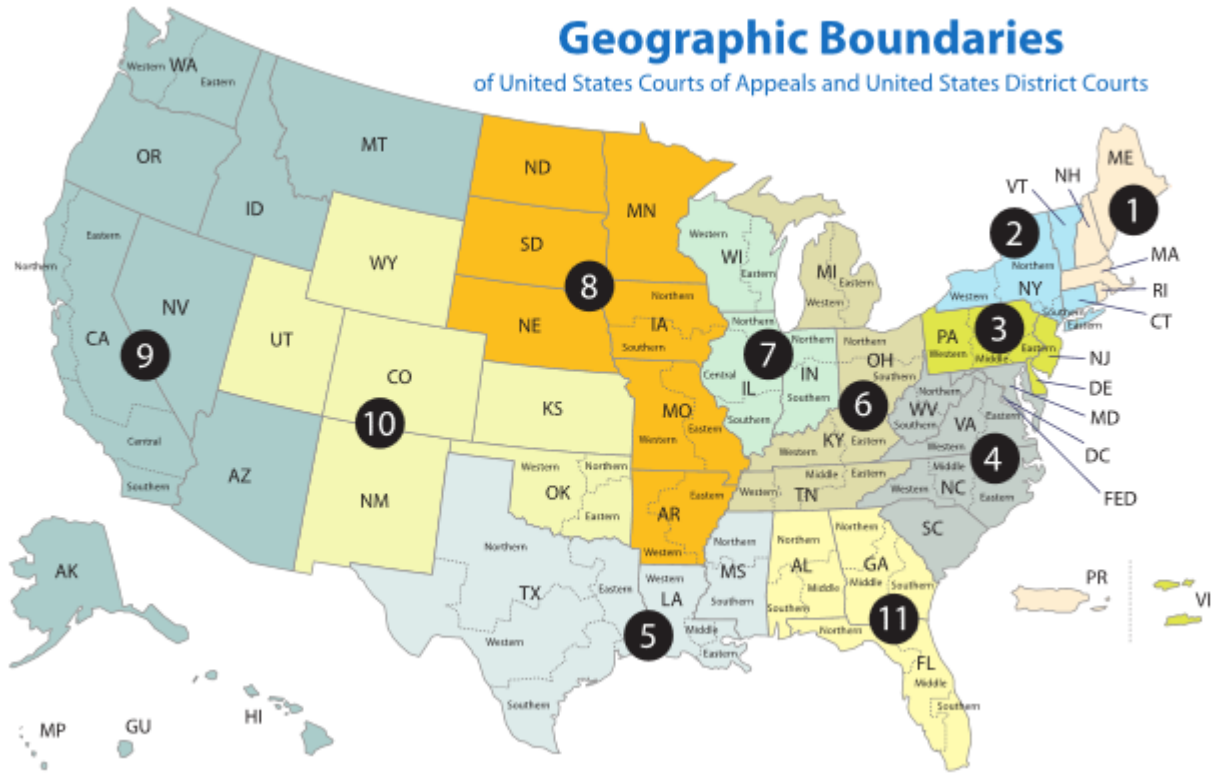 Geographic Boundaries
of United States Courts of Appeals and United States District Courts
WA
Western
Eastern
OR
MT
ID
ND
MN
SD
WY
NE
8
IA
Northern
Southern
WI
Western
Eastern
MI
Western
Eastern
ME
NH
VT
1
2
MA
RI
CT
NY
Northern
Western
Southern
Eastern
PA
3
Western
Middle
Eastern
NJ
DE
MD
DC
FED
Northern
Eastern
NV
CA
9
Central
Southern
UT
CO
10
KS
AZ
NM
OK
Western
Northern
Eastern
MO
Western
Eastern
AR
Eastern
Western
7
Northern
Central
IL
Southern
Northern
IN
Southern
Northern
OH
Southern
6
KY
Western
Eastern
TN
Western
Middle
Eastern
Northern
WV
Southern
VA
Eastern
Western
4
Middle
Western
NC
Eastern
SC
TX
Northern
Eastern
Western
Southern
5
Western
LA
Middle
Eastern
Northern
MS
Southern
Northern
AL
Middle
Southern
Northern
GA
Middle
Southern
11
Northern
FL
Middle
Southern
PR
VI
AK
HI
MP
GU